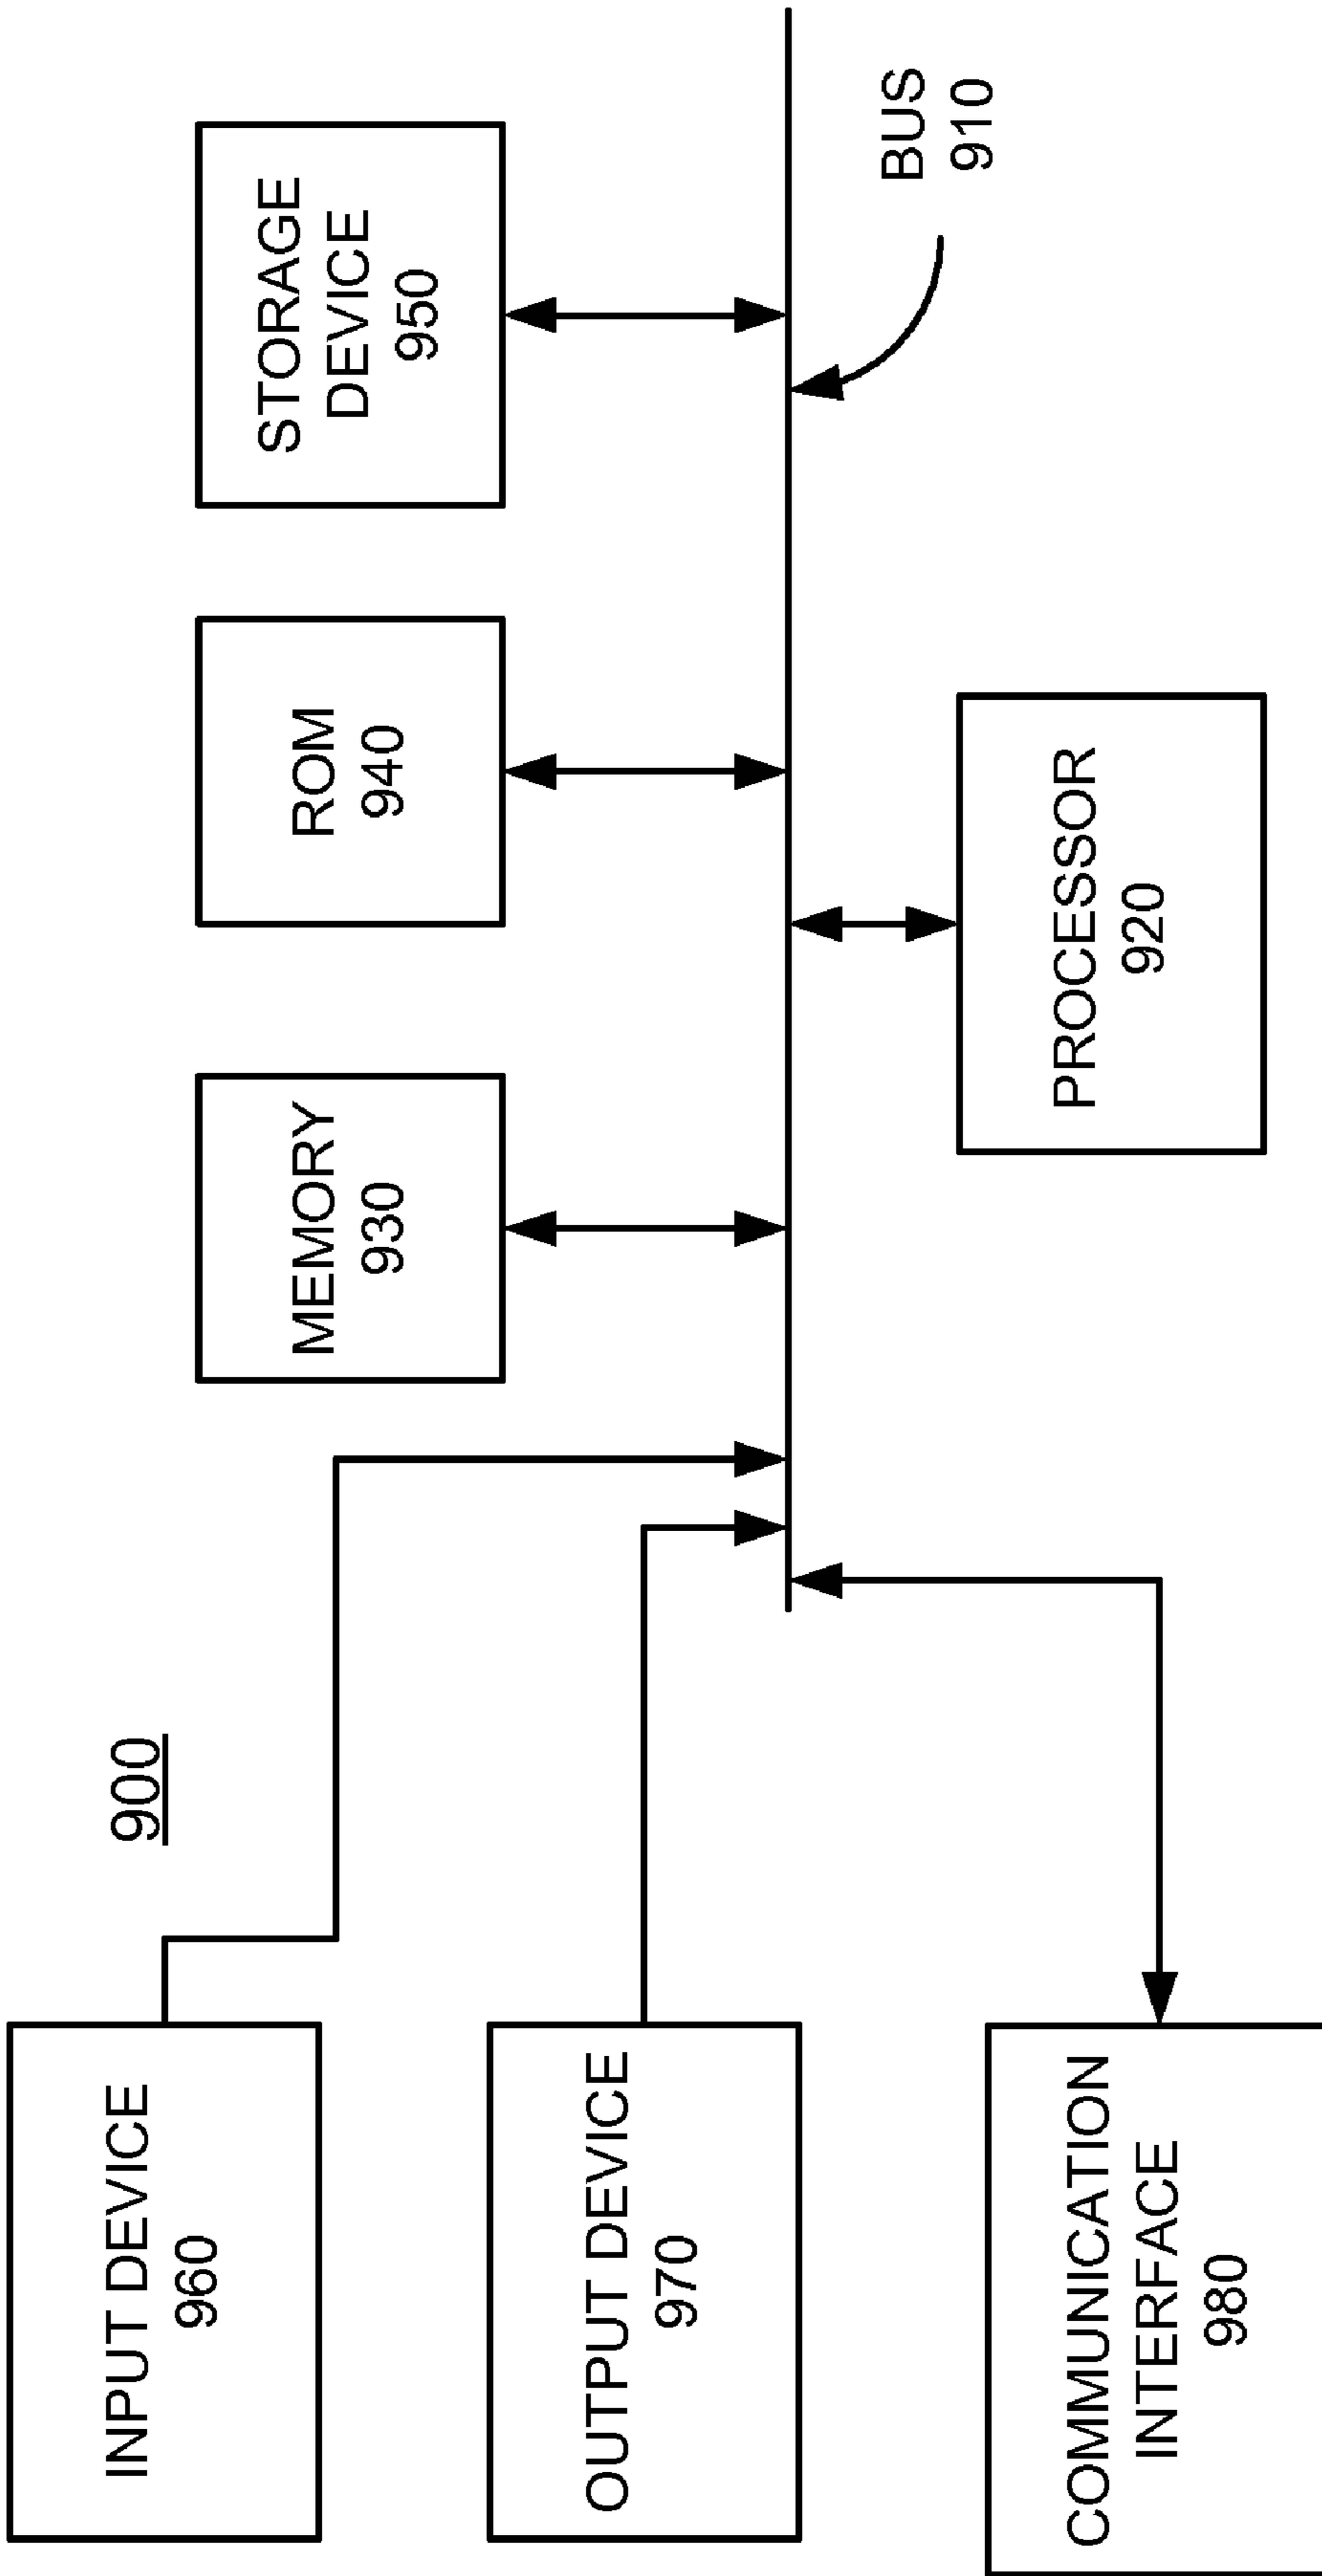 900
INPUT DEVICE
960
OUTPUT DEVICE
970
COMMUNICATION
INTERFACE
980
MEMORY
930
ROM
940
STORAGE
DEVICE
950
PROCESSOR
920
BUS
910